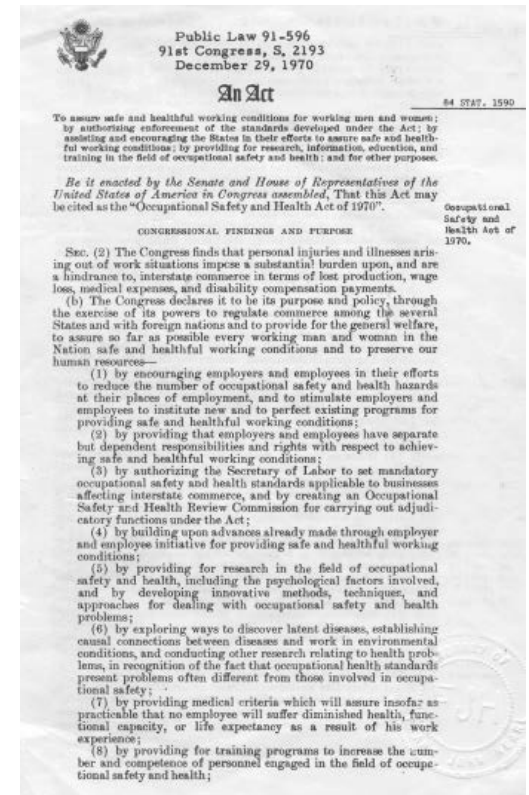 Public Law 91-596
91st Congress, S. 2193
December 29, 1970
An Act
84 STAT. 1590
To assure safe and healthful working conditions for working men and women;
by authorizing enforcement of the standards developed under the Act; by
assisting and encouraging the States in their efforts to assure safe and health-
ful working conditions; by providing for research, information, education, and
training in the field of occupational safety and health; and for other purposes.
Be it enacted by the Senate and House of Representatives of the
United States of America in Congress assembled, That this Act may
be cited as the "Occupational Safety and Health Act of 1970".
Occupational
Safety and
Health Act of
1970.
CONGRESSIONAL FINDINGS AND PURPOSE
SEC. (2) The Congress finds that personal injuries and illnesses aris-
ing out of work situations impose a substantial burden upon, and are
a hindrance to, interstate commerce in terms of lost production, wage
loss, medical expenses, and disability compensation payments.
(b) The Congress declares it to be its purpose and policy, through
the exercise of its powers to regulate commerce among the several
States and with foreign nations and to provide for the general welfare,
to assure so far as possible every working man and woman in the
Nation safe and healthful working conditions and to preserve our
human resources—
(1) by encouraging employers and employees in their efforts
to reduce the number of occupational safety and health hazards
at their places of employment, and to stimulate employers and
employees to institute new and to perfect existing programs for
providing safe and healthful working conditions;
(2) by providing that employers and employees have separate
but dependent responsibilities and rights with respect to achiev-
ing safe and healthful working conditions;
(3) by authorizing the Secretary of Labor to set mandatory
occupational safety and health standards applicable to businesses
affecting interstate commerce, and by creating an Occupational
Safety and Health Review Commission for carrying out adjudi-
catory functions under the Act;
(4) by building upon advances already made through employer
and employee initiative for providing safe and healthful working
conditions;
(5) by providing for research in the field of occupational
safety and health, including the psychological factors involved,
and by developing innovative methods, techniques, and
approaches for dealing with occupational safety and health
problems;
(6) by exploring ways to discover latent diseases, establishing
causal connections between diseases and work in environmental
conditions, and conducting other research relating to health prob-
lems, in recognition of the fact that occupational health standards
present problems often different from those involved in occupa-
tional safety;
(7) by providing medical criteria which will assure insofar as
practicable that no employee will suffer diminished health, func-
tional capacity, or life expectancy as a result of his work
experience;
(8) by providing for training programs to increase the num-
ber and competence of personnel engaged in the field of occupa-
tional safety and health;